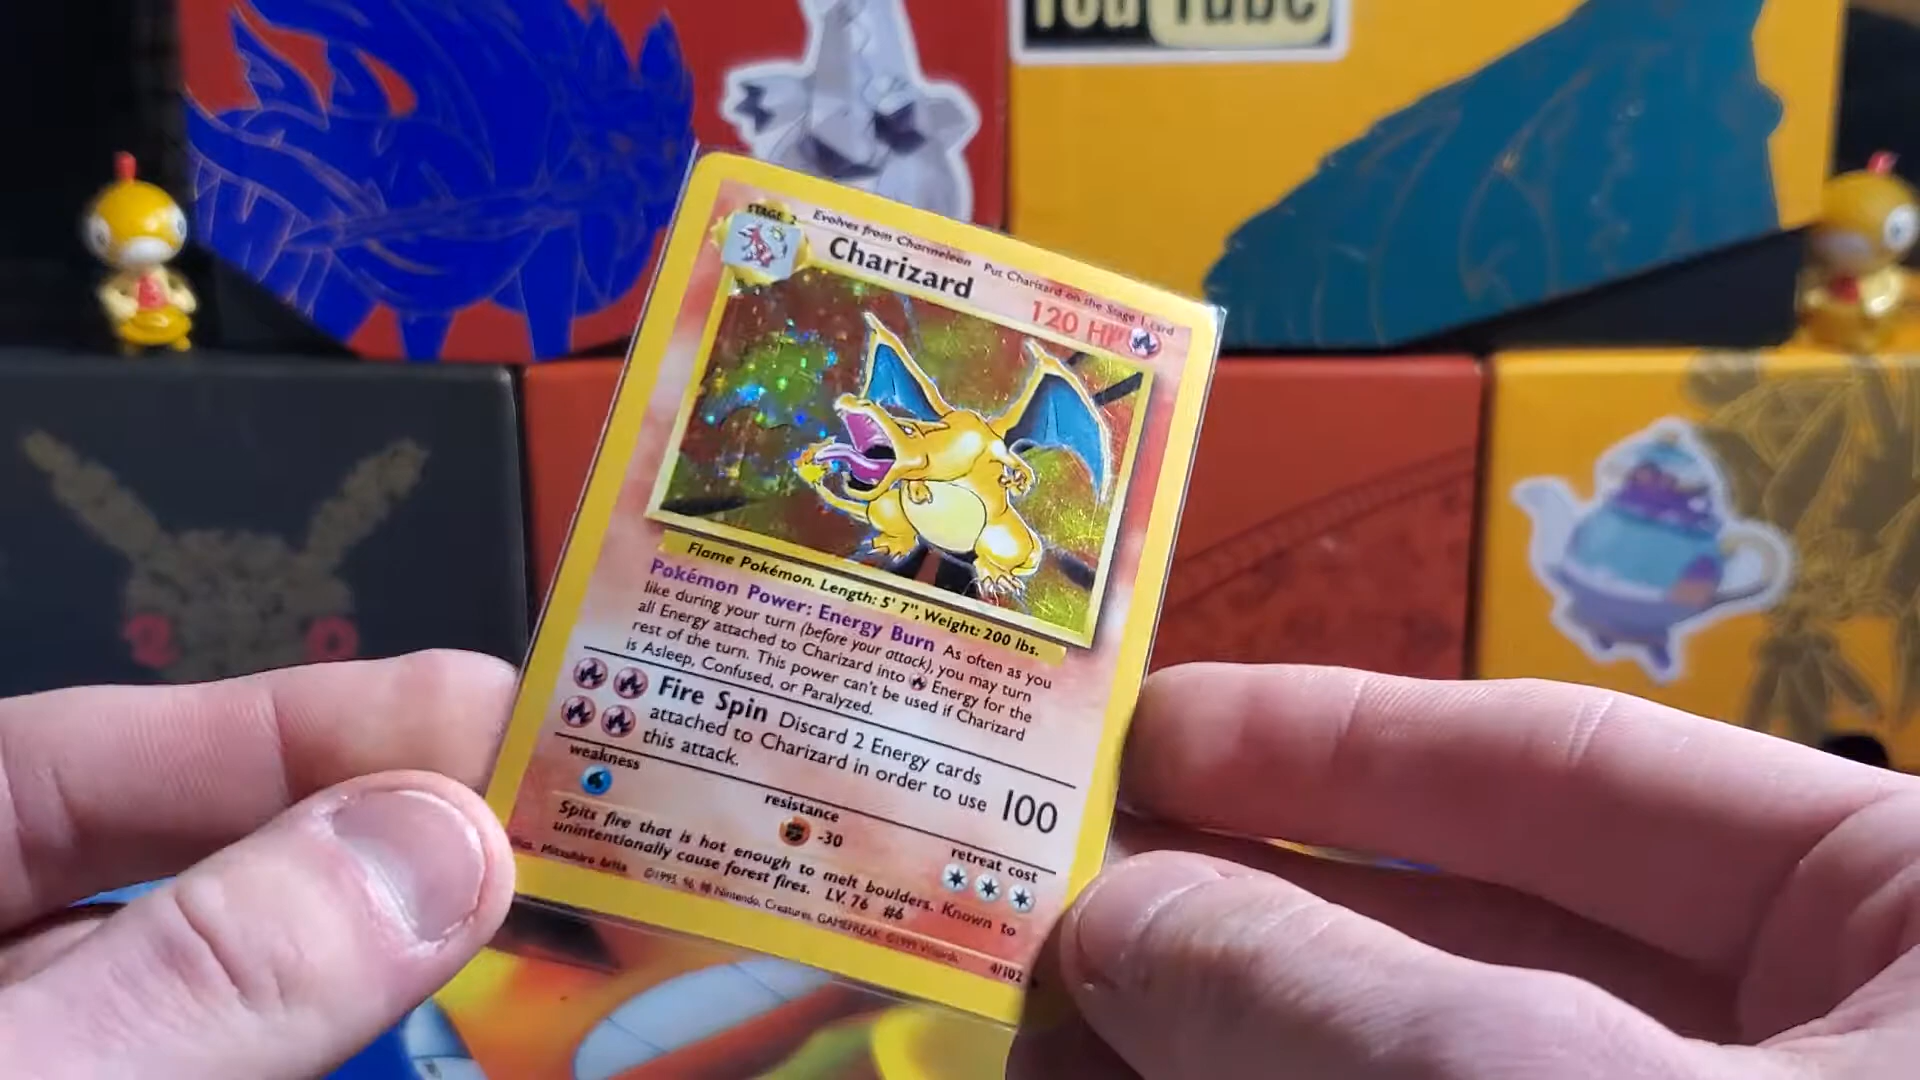 YouTube
STAGE 2
Evolves from Charmeleon
Put Charizard on the Stage 1 card
Charizard
120 HP
Flame Pokémon. Length: 5' 7", Weight: 200 lbs.
Pokémon Power: Energy Burn As often as you
like during your turn (before your attack), you may turn
all Energy attached to Charizard into Energy for the
rest of the turn. This power can't be used if Charizard
is Asleep, Confused, or Paralyzed.
Fire Spin Discard 2 Energy cards
attached to Charizard in order to use
this attack.
100
weakness
resistance
-30
retreat cost
Spits fire that is hot enough to melt boulders. Known to
unintentionally cause forest fires. LV. 76 #6
Illus. Mitsuhiro Arita
©1995, 96, 98 Nintendo, Creatures, GAMEFREAK. ©1999 Wizards.
4/102